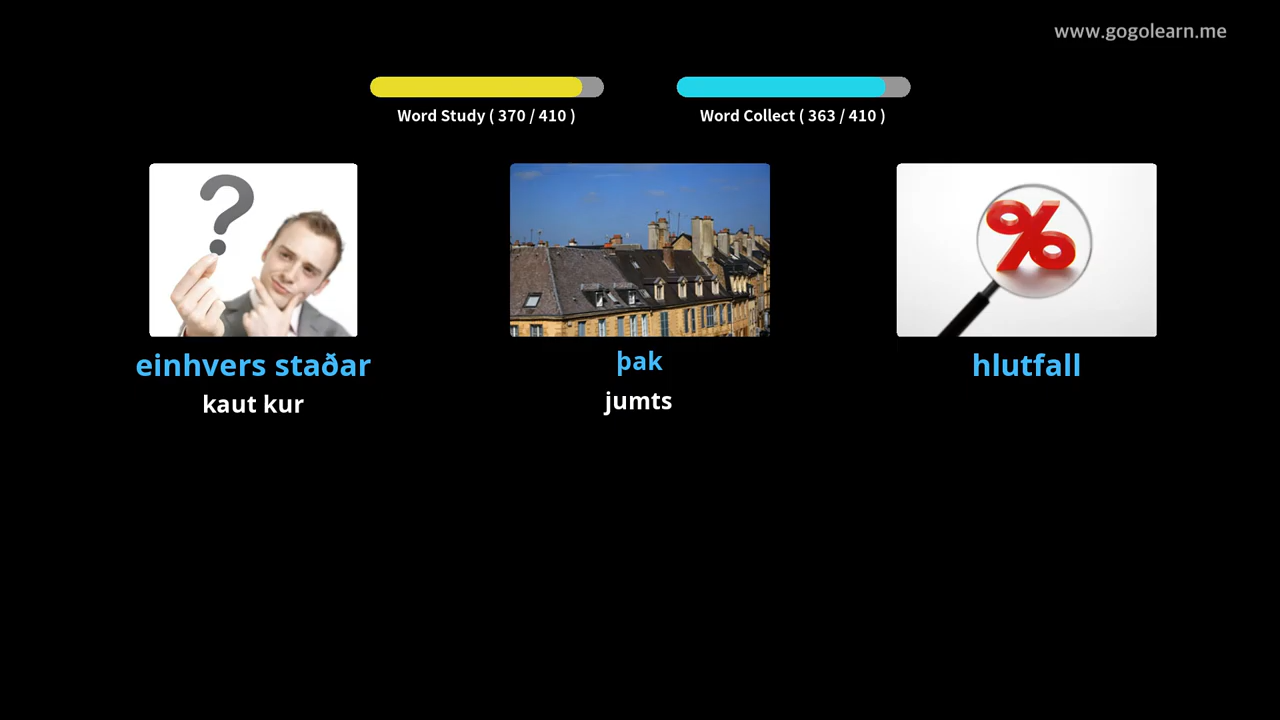 www.gogolearn.me
Word Study ( 370 / 410 )
Word Collect ( 363 / 410 )
einhvers staðar
kaut kur
þak
jumts
hlutfall